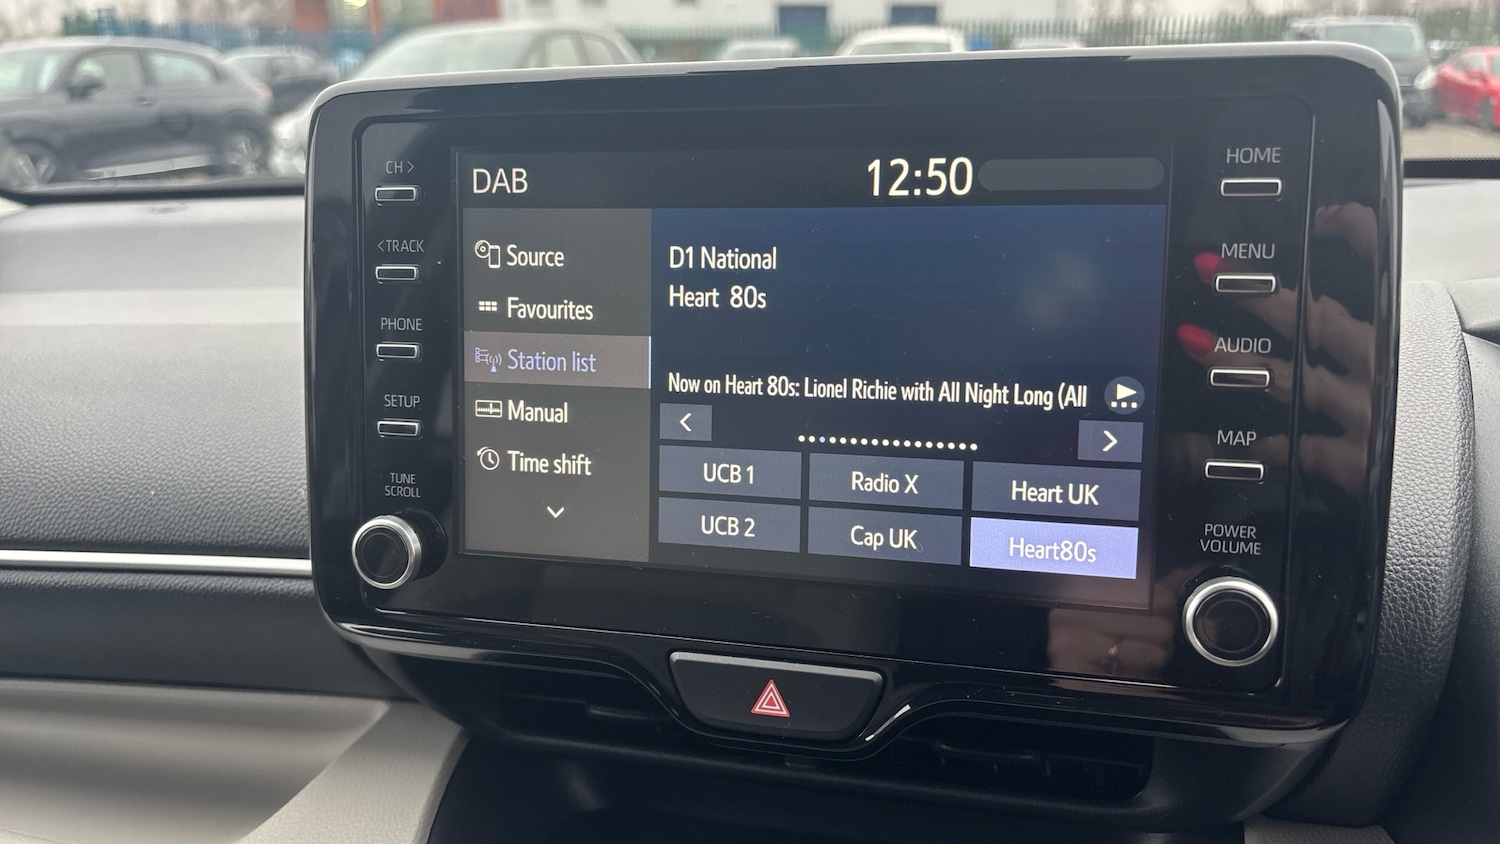 CH >
< TRACK
PHONE
SETUP
TUNE
SCROLL
DAB
12:50
Source
Favourites
Station list
Manual
Time shift
D1 National
Heart 80s
Now on Heart 80s: Lionel Richie with All Night Long (All
<
>
UCB 1
Radio X
Heart UK
UCB 2
Cap UK
Heart80s
HOME
MENU
AUDIO
MAP
POWER
VOLUME